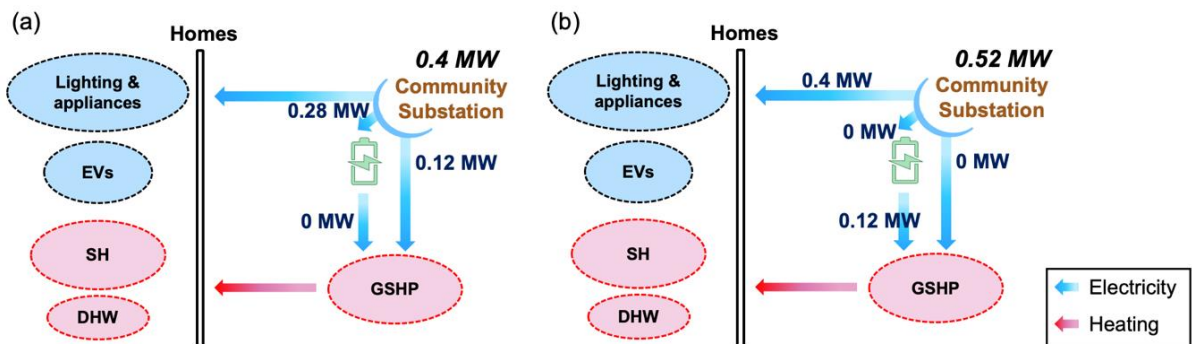 (a)
Homes
0.4 MW
Community
Substation
Lighting &
appliances
0.28 MW
0.12 MW
EVs
0 MW
SH
GSHP
DHW
(b)
Homes
0.52 MW
Community
Substation
Lighting &
appliances
0.4 MW
0 MW
0 MW
EVs
0.12 MW
SH
GSHP
DHW
Electricity
Heating